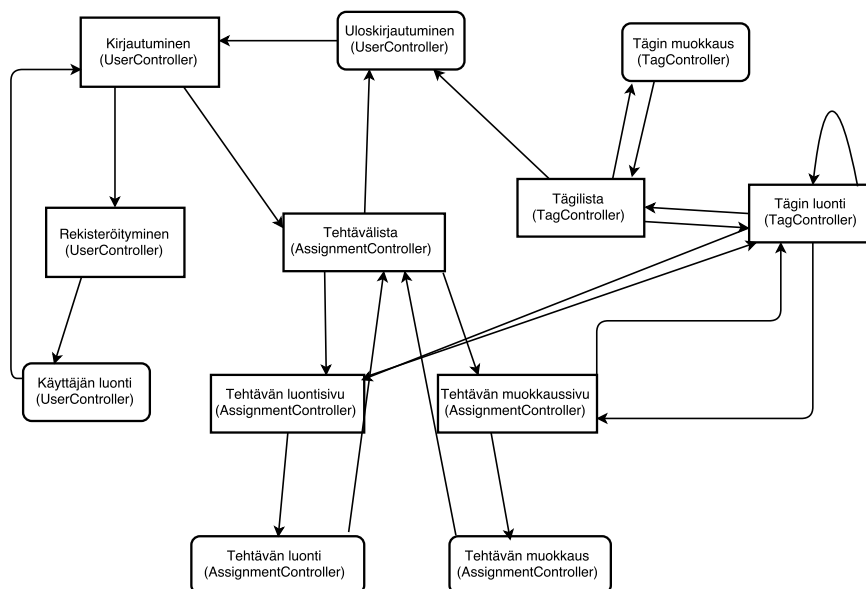 Kirjautuminen
(UserController)
Uloskirjautuminen
(UserController)
Tägin muokkaus
(TagController)
Tägilista
(TagController)
Tägin luonti
(TagController)
Rekisteröityminen
(UserController)
Tehtävälista
(AssignmentController)
Käyttäjän luonti
(UserController)
Tehtävän luontisivu
(AssignmentController)
Tehtävän muokkaussivu
(AssignmentController)
Tehtävän luonti
(AssignmentController)
Tehtävän muokkaus
(AssignmentController)